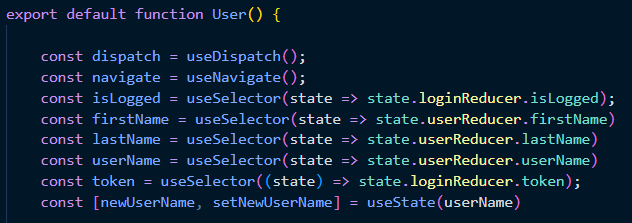 export default function User() {
const dispatch = useDispatch();
const navigate = useNavigate();
const isLogged = useSelector(state => state.loginReducer.isLogged);
const firstName = useSelector(state => state.userReducer.firstName)
const lastName = useSelector(state => state.userReducer.lastName)
const userName = useSelector(state => state.userReducer.userName)
const token = useSelector((state) => state.loginReducer.token);
const [newUserName, setNewUserName] = useState(userName)